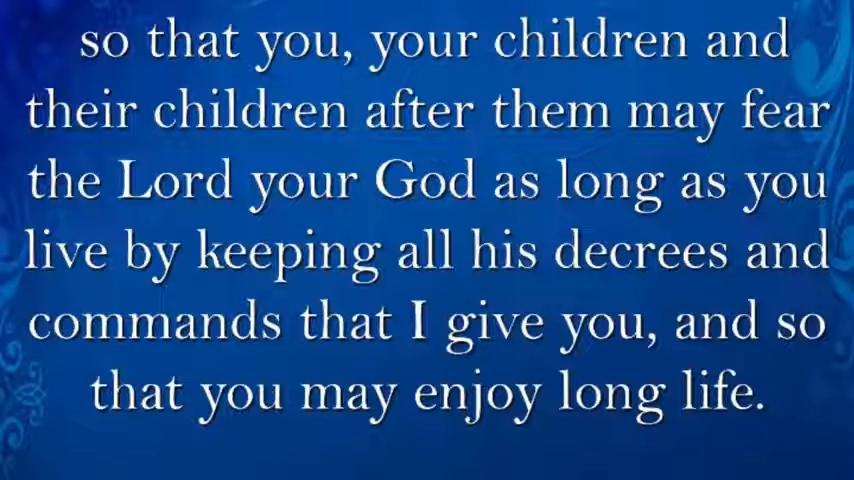 so that you, your children and
their children after them may fear
the Lord your God as long as you
live by keeping all his decrees and
commands that I give you, and so
that you may enjoy long life.